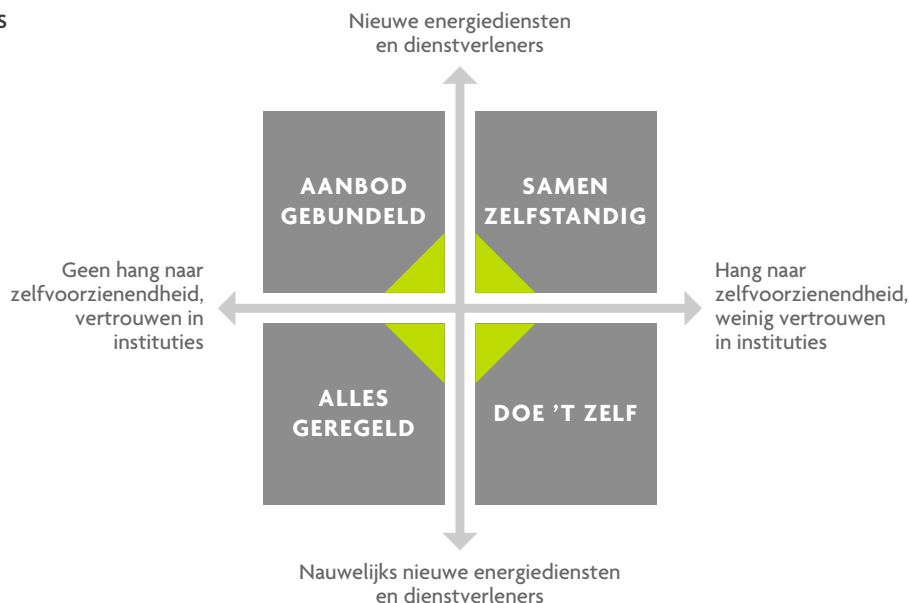 s
Nieuwe energiediensten
en dienstverleners
AANBOD
GEBUNDELD
SAMEN
ZELFSTANDIG
Geen hang naar
zelfvoorzienendheid,
vertrouwen in
instituties
Hang naar
zelfvoorzienendheid,
weinig vertrouwen
in instituties
ALLES
GEREGELD
DOE ’T ZELF
Nauwelijks nieuwe energiediensten
en dienstverleners